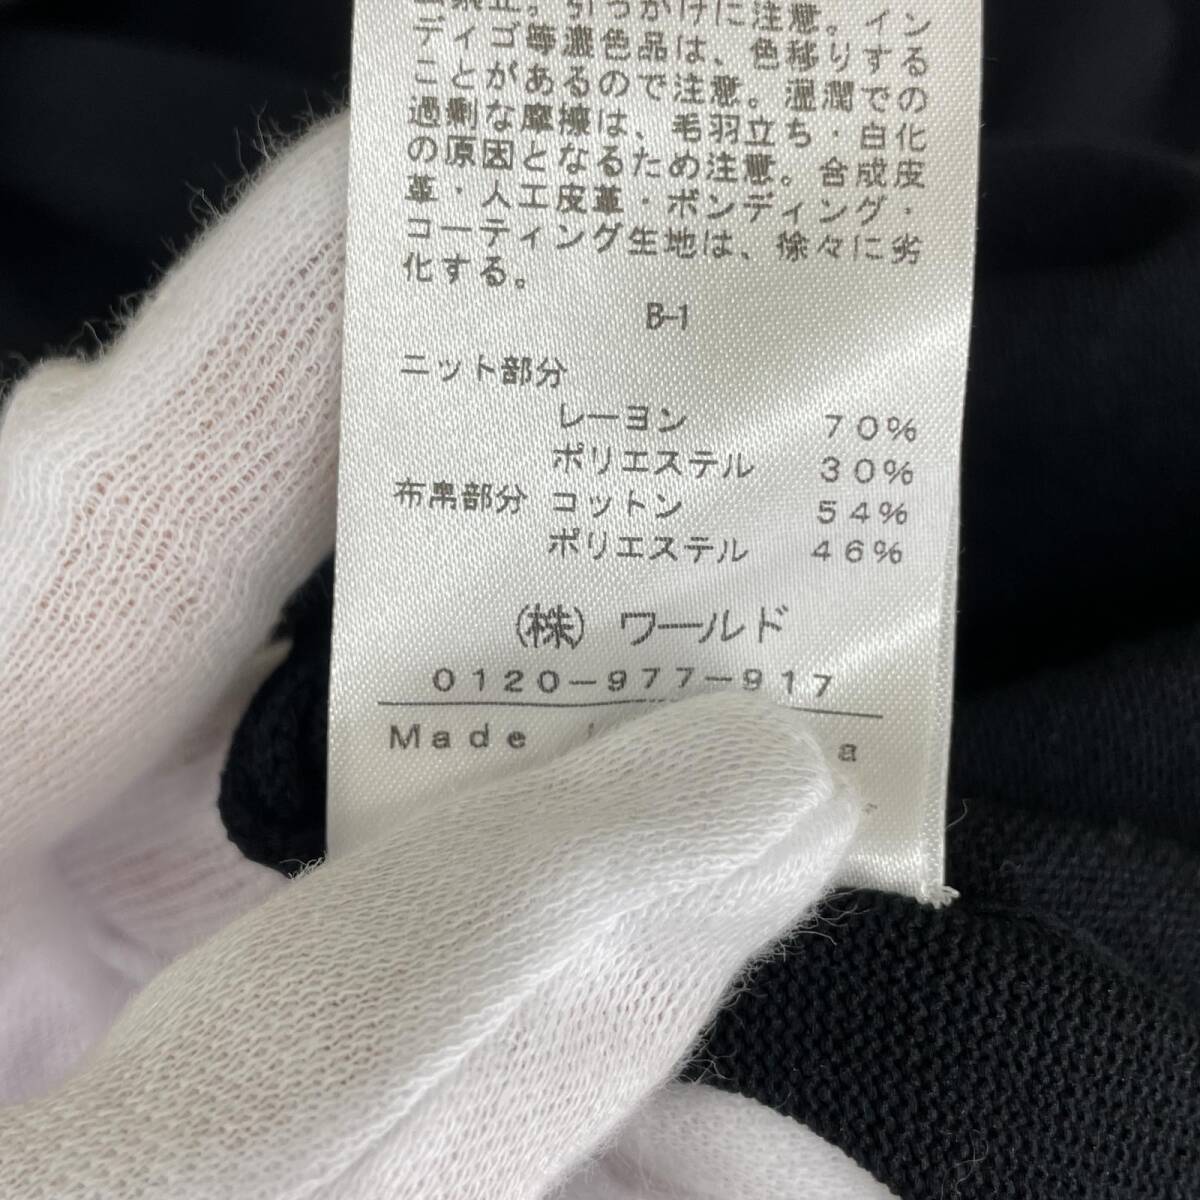 禁止。引っかけに注意。イン
ディゴ等濃色品は、色移りする
ことがあるので注意。湿潤での
過剰な摩擦は、毛羽立ち・白化
の原因となるため注意。合成皮
革・人工皮革・ボンディング・
コーティング生地は、徐々に劣
化する。
B-1
ニット部分
レーヨン 70%
ポリエステル 30%
布帛部分 コットン 54%
ポリエステル 46%
(株) ワールド
0120-977-917
Made